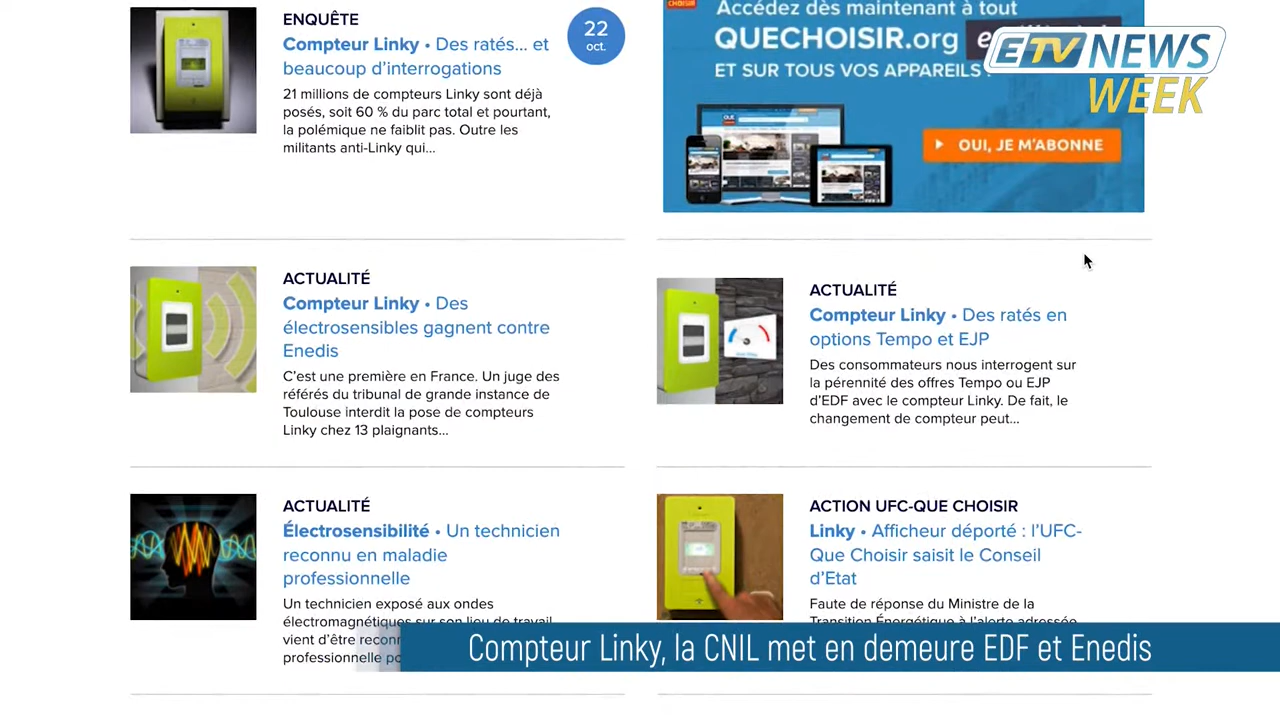 ENQUÊTE
Compteur Linky • Des ratés... et
beaucoup d'interrogations
21 millions de compteurs Linky sont déjà
posés, soit 60 % du parc total et pourtant,
la polémique ne faiblit pas. Outre les
militants anti-Linky qui...
22
oct.
CHOISIR
Accédez dès maintenant à tout
QUECHOISIR.org
ET SUR TOUS VOS APPAREILS
OUI, JE M'ABONNE
ETV NEWS
WEEK
ACTUALITÉ
Compteur Linky • Des
électrosensibles gagnent contre
Enedis
C'est une première en France. Un juge des
référés du tribunal de grande instance de
Toulouse interdit la pose de compteurs
Linky chez 13 plaignants...
ACTUALITÉ
Compteur Linky • Des ratés en
options Tempo et EJP
Des consommateurs nous interrogent sur
la pérennité des offres Tempo ou EJP
d'EDF avec le compteur Linky. De fait, le
changement de compteur peut...
ACTUALITÉ
Électrosensibilité • Un technicien
reconnu en maladie
professionnelle
Un technicien exposé aux ondes
électromagnétiques sur son lieu de travail
vient d'être
professionnelle
ACTION UFC-QUE CHOISIR
Linky • Afficheur déporté : l'UFC-
Que Choisir saisit le Conseil
d'Etat
Faute de réponse du Ministre de la
Transition Énergétique à l'alerte adressée
Compteur Linky, la CNIL met en demeure EDF et Enedis